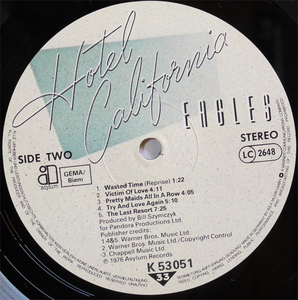 Hotel
California
EAGLES
SIDE TWO
STEREO
GEMA/
Biem
LC 2648
a
Asylum
1. Wasted Time (Reprise) 1:22
2. Victim Of Love 4:11
3. Pretty Maids All In A Row 4:05
4. Try And Love Again 5:10
5. The Last Resort 7:25
Produced by Bill Szymczyk
for Pandora Productions Ltd.
Publisher credits:
1,4&5. Warner Bros. Music Ltd.
2. Warner Bros. Music Ltd./Copyright Control
3. Chappell Music Ltd.
℗ 1976 Asylum Records
K 53 051
33